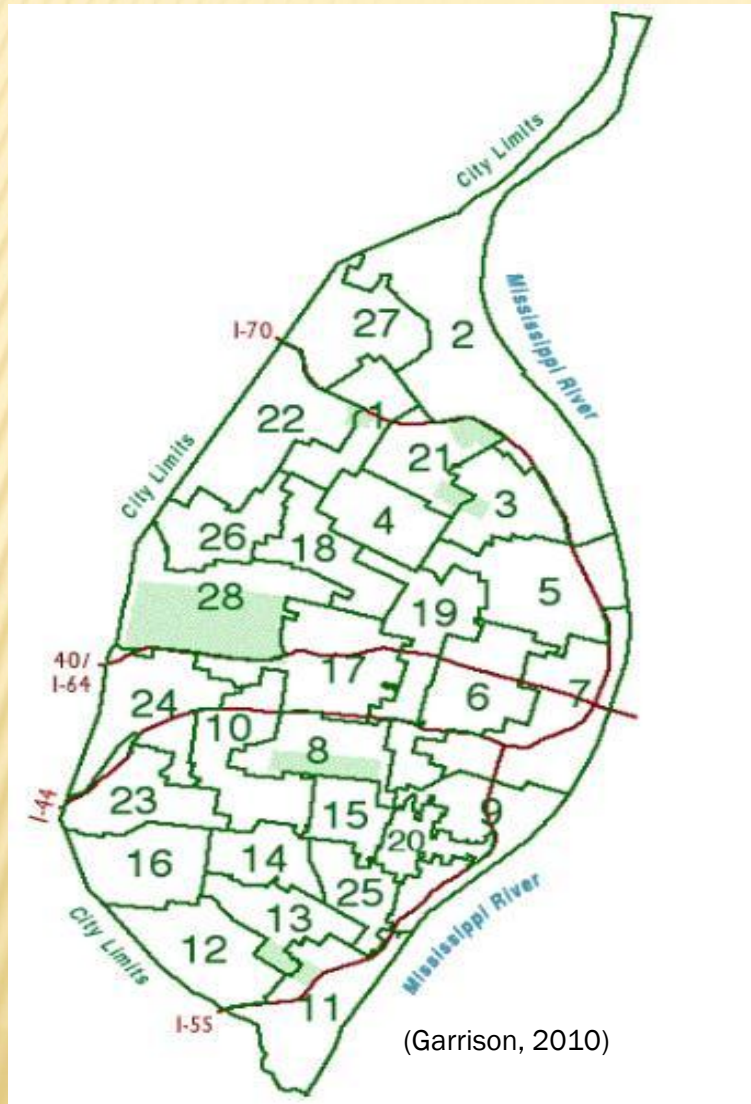 City Limits
Mississippi River
27
2
I-70
1
22
21
City Limits
3
4
26
18
28
5
19
40/
I-64
17
24
6
7
10
8
I-44
23
15
9
20
16
14
25
13
City Limits
12
Mississippi River
11
I-55
(Garrison, 2010)